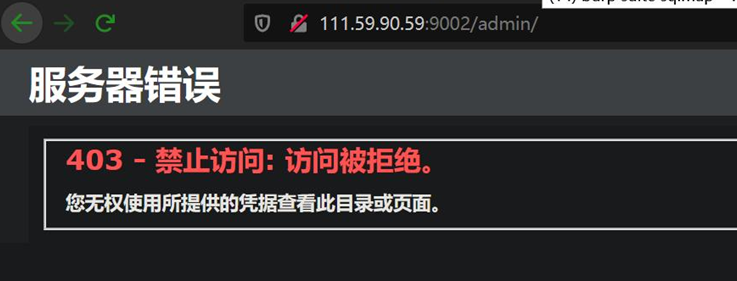 111.59.90.59:9002/admin/
服务器错误
403 - 禁止访问: 访问被拒绝。
您无权使用所提供的凭据查看此目录或页面。